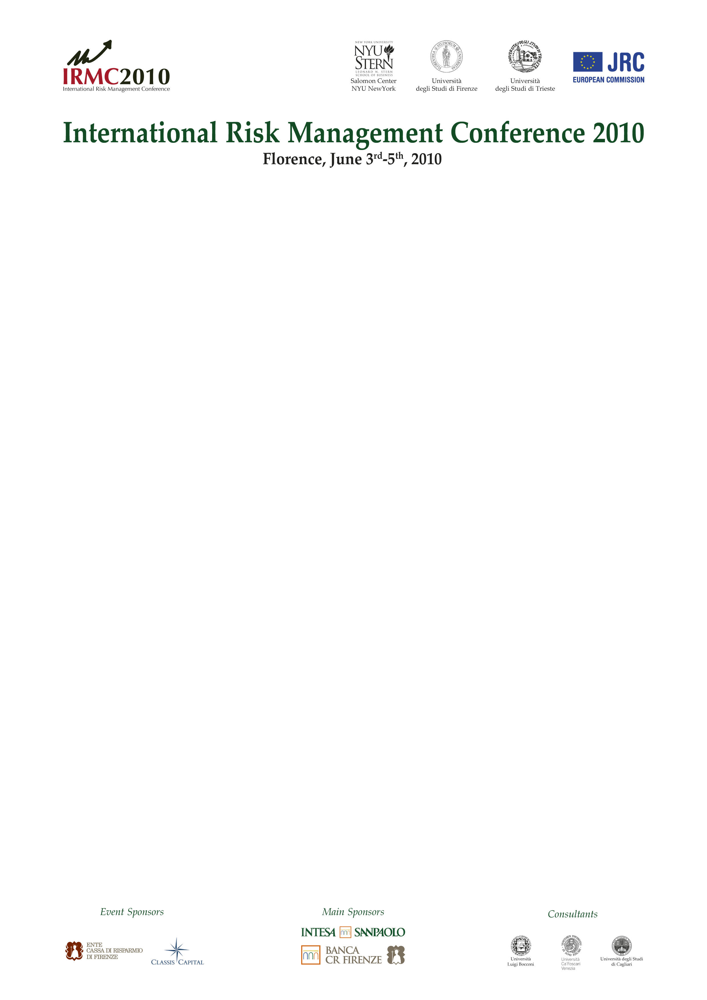 IRMC2010
International Risk Management Conference
NEW YORK UNIVERSITY
NYU
STERN
LEONARD N. STERN
SCHOOL OF BUSINESS
Salomon Center
NYU NewYork
FLORENTINA STUDIORUM UNIVERSITAS
Università
degli Studi di Firenze
UNIVERSITÀ DEGLI STUDI DI TRIESTE
Università
degli Studi di Trieste
JRC
EUROPEAN COMMISSION
International Risk Management Conference 2010
Florence, June 3rd-5th, 2010
Event Sponsors
ENTE
CASSA DI RISPARMIO
DI FIRENZE
CLASSIS CAPITAL
Main Sponsors
INTESA SANPAOLO
BANCA
CR FIRENZE
Consultants
Università
Luigi Bocconi
Università
Ca'Foscari
Venezia
Università degli Studi
di Cagliari